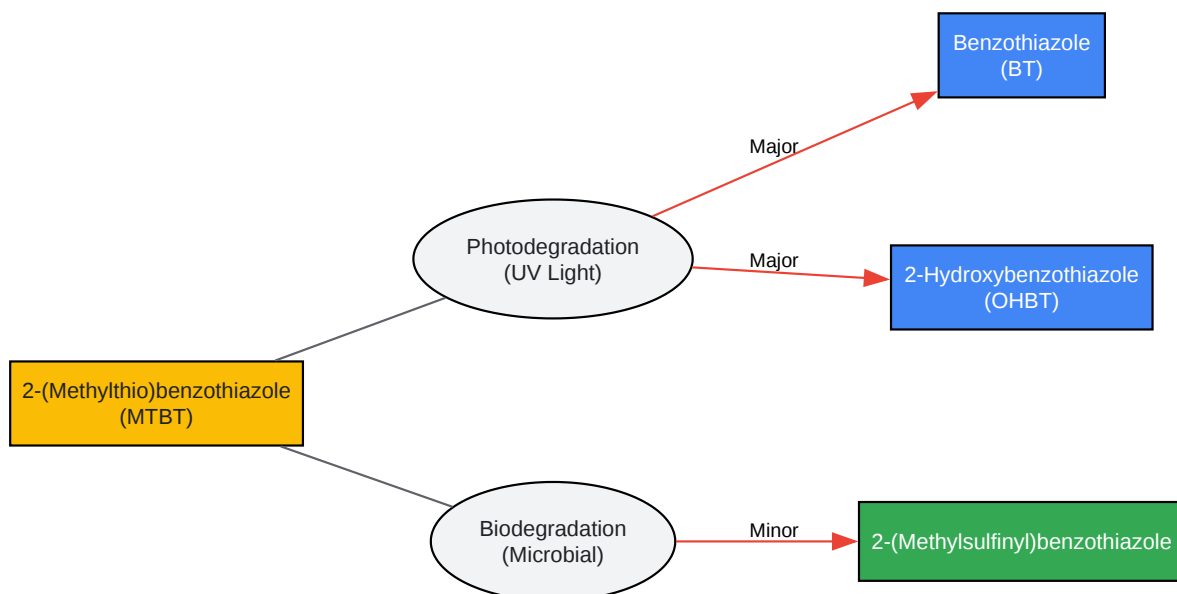 Benzothiazole
(BT)
Major
Photodegradation
(UV Light)
Major
2-Hydroxybenzothiazole
(OHBT)
2-(Methylthio)benzothiazole
(MTBT)
Biodegradation
(Microbial)
Minor
2-(Methylsulfinyl)benzothiazole